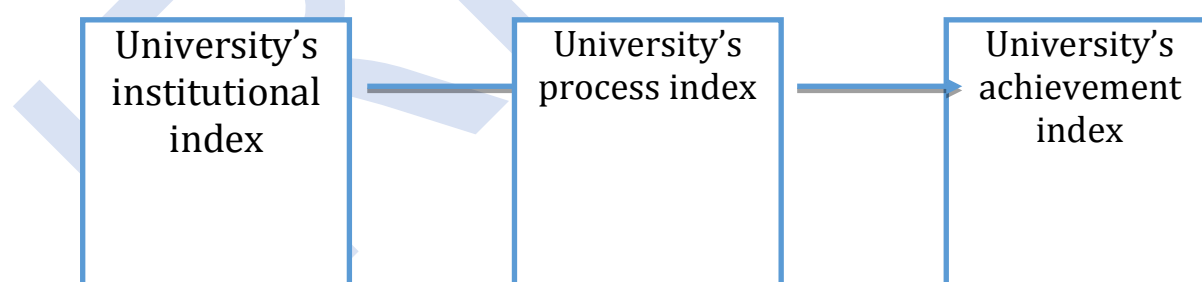 University’s
institutional
index
University’s
process index
University’s
achievement
index